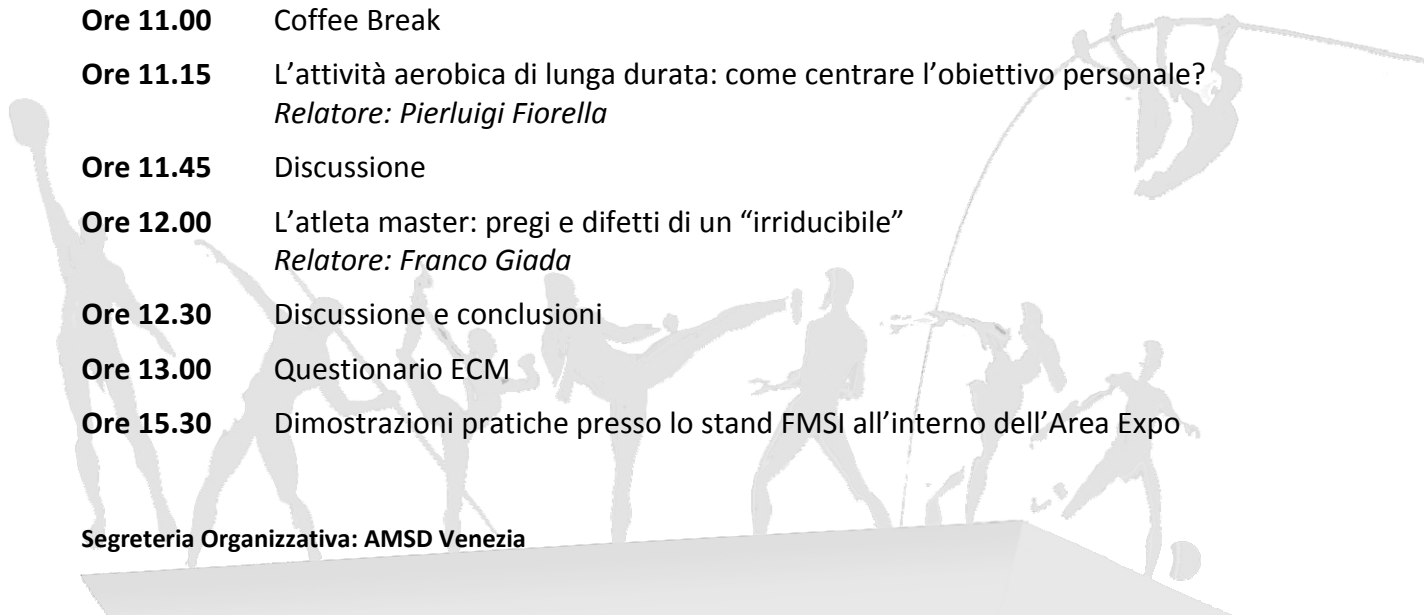 Ore 11.00 Coffee Break
Ore 11.15 L’attività aerobica di lunga durata: come centrare l’obiettivo personale?
Relatore: Pierluigi Fiorella
Ore 11.45 Discussione
Ore 12.00 L’atleta master: pregi e difetti di un “irriducibile”
Relatore: Franco Giada
Ore 12.30 Discussione e conclusioni
Ore 13.00 Questionario ECM
Ore 15.30 Dimostrazioni pratiche presso lo stand FMSI all’interno dell’Area Expo
Segreteria Organizzativa: AMSD Venezia